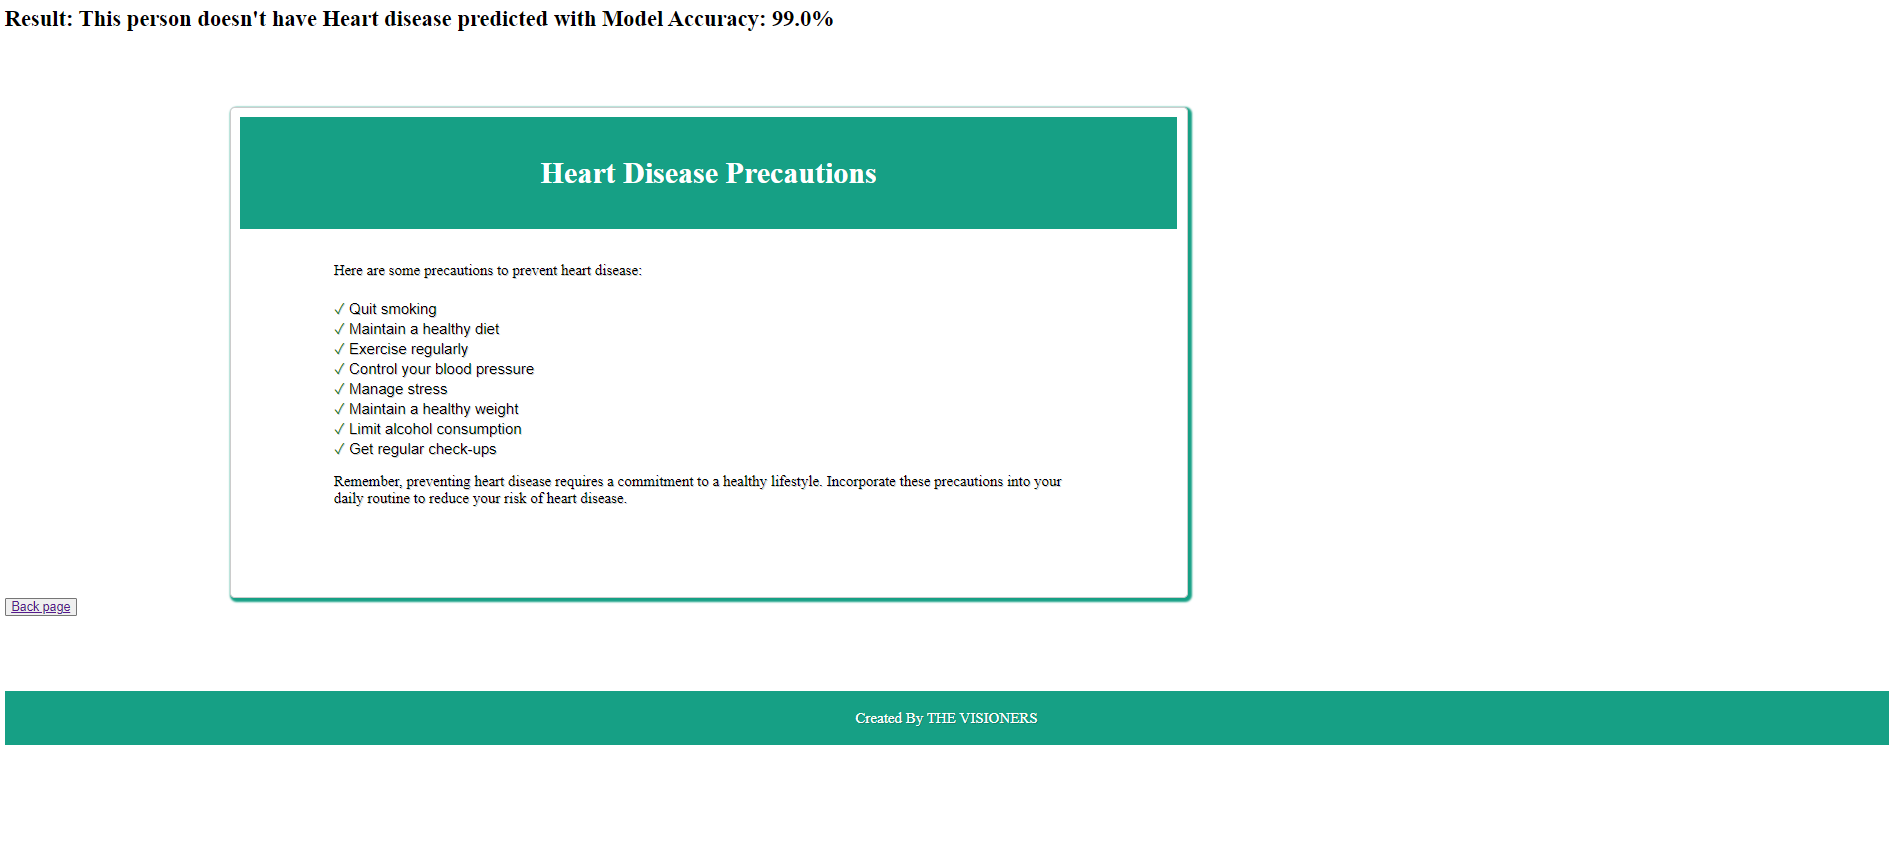 Result: This person doesn't have Heart disease predicted with Model Accuracy: 99.0%
Heart Disease Precautions
Here are some precautions to prevent heart disease:
✓ Quit smoking
✓ Maintain a healthy diet
✓ Exercise regularly
✓ Control your blood pressure
✓ Manage stress
✓ Maintain a healthy weight
✓ Limit alcohol consumption
✓ Get regular check-ups
Remember, preventing heart disease requires a commitment to a healthy lifestyle. Incorporate these precautions into your
daily routine to reduce your risk of heart disease.
Back page
Created By THE VISIONERS